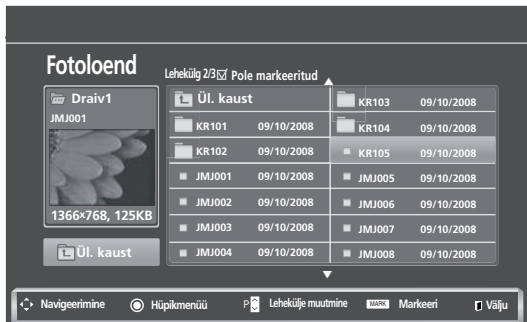 Fotoloend
Lehekülg 2/3 Pole markeeritud
Draiv1
JMJ001
1366×768, 125KB
Ül. kaust
Ül. kaust
KR101 09/10/2008
KR102 09/10/2008
JMJ001 09/10/2008
JMJ002 09/10/2008
JMJ003 09/10/2008
JMJ004 09/10/2008
KR103 09/10/2008
KR104 09/10/2008
KR105 09/10/2008
JMJ005 09/10/2008
JMJ006 09/10/2008
JMJ007 09/10/2008
JMJ008 09/10/2008
Navigeerimine Hüpikmenüü P Lehekülje muutmine MARK Markeeri Välju